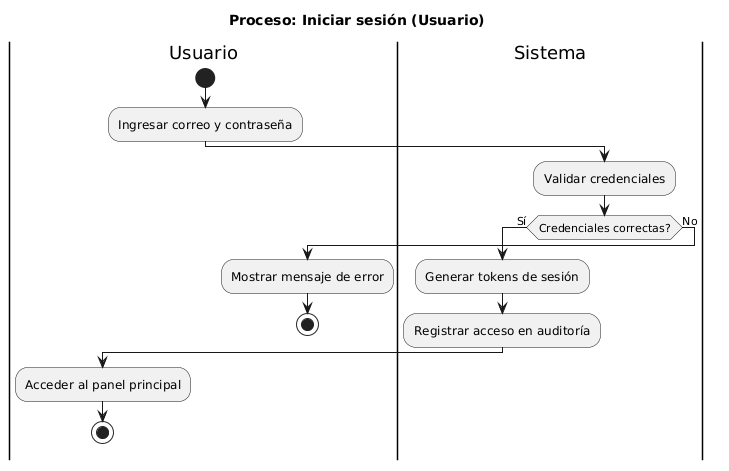 Proceso: Iniciar sesión (Usuario)
Usuario
Sistema
Ingresar correo y contraseña
Validar credenciales
Sí
Credenciales correctas?
No
Mostrar mensaje de error
Generar tokens de sesión
Registrar acceso en auditoría
Acceder al panel principal